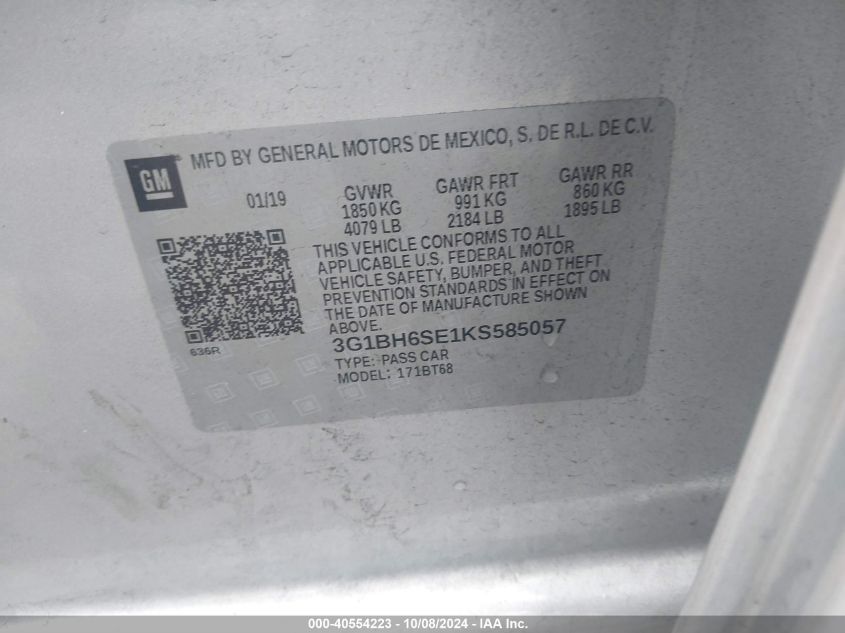 GM
MFD BY GENERAL MOTORS DE MEXICO, S. DE R.L. DE C.V.
01/19 GVWR GAWR FRT GAWR RR
1850 KG 991 KG 860 KG
4079 LB 2184 LB 1895 LB
THIS VEHICLE CONFORMS TO ALL
APPLICABLE U.S. FEDERAL MOTOR
VEHICLE SAFETY, BUMPER, AND THEFT
PREVENTION STANDARDS IN EFFECT ON
THE DATE OF MANUFACTURE SHOWN
ABOVE.
636R
3G1BH6SE1KS585057
TYPE: PASS CAR
MODEL: 171BT68
000-40554223 - 10/08/2024 - IAA Inc.